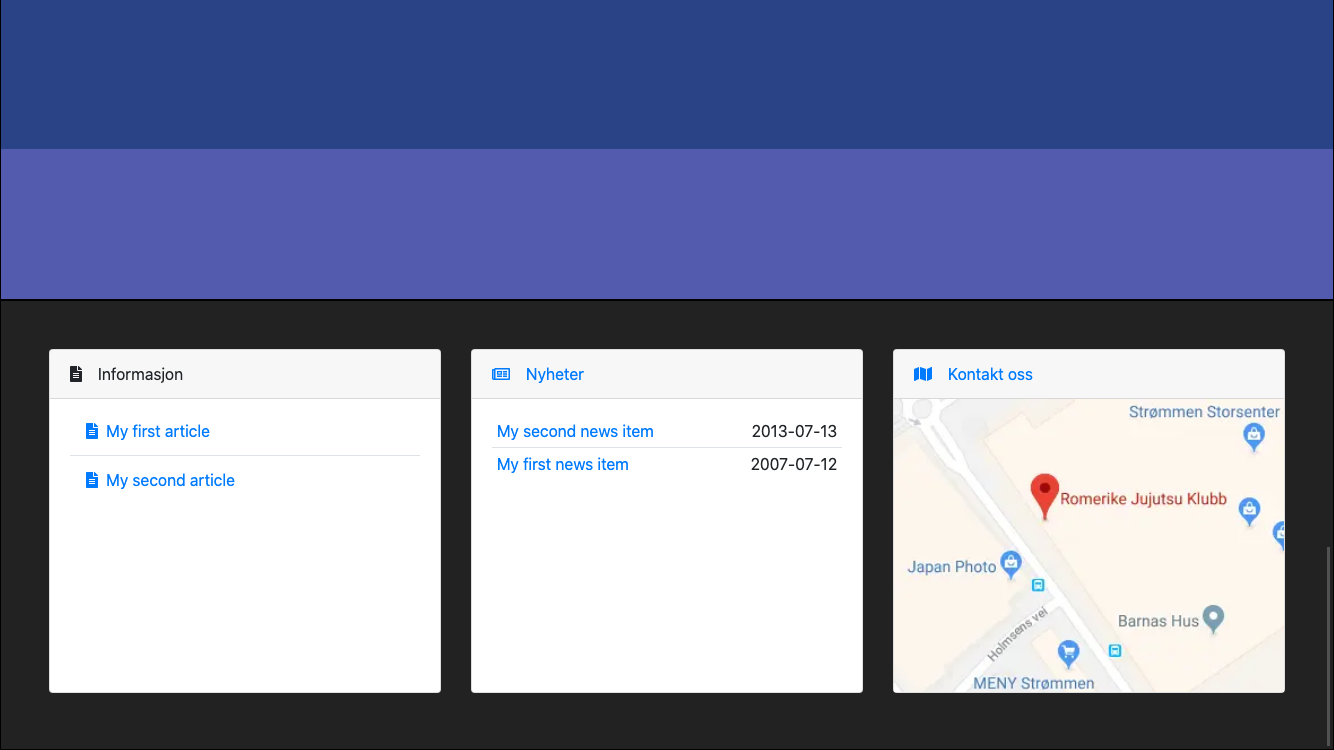 Informasjon
My first article
My second article
Nyheter
My second news item 2013-07-13
My first news item 2007-07-12
Kontakt oss
Strømmen Storsenter
Romerike Jujutsu Klubb
Japan Photo
Holmsens vei
Barnas Hus
MENY Strømmen